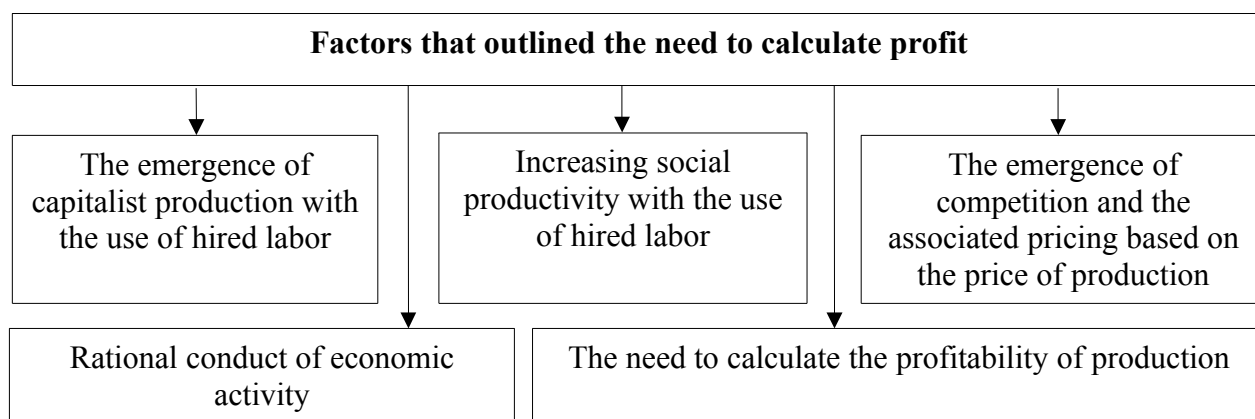 Factors that outlined the need to calculate profit
The emergence of
capitalist production with
the use of hired labor
Increasing social
productivity with the use
of hired labor
The emergence of
competition and the
associated pricing based on
the price of production
Rational conduct of economic
activity
The need to calculate the profitability of production